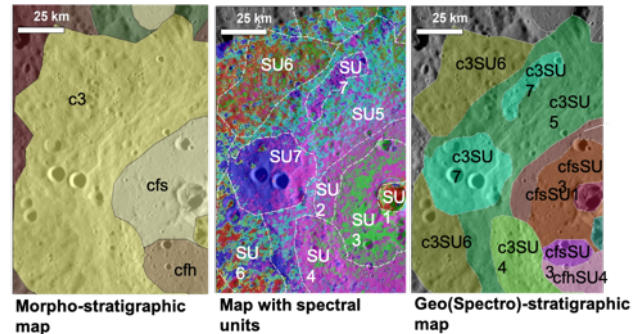 25 km
c3
cfs
cfh
Morpho-stratigraphic
map
25 km
SU6
SU
7
SU5
SU7
SU
2
SU
1
SU
3
SU
6
SU
4
Map with spectral
units
25 km
c3SU6
c3SU
7
c3SU
5
c3SU
7
cfsSU
3
cfsSU1
c3SU6
c3SU
4
cfsSU
3
cfhSU4
Geo(Spectro)-stratigraphic
map